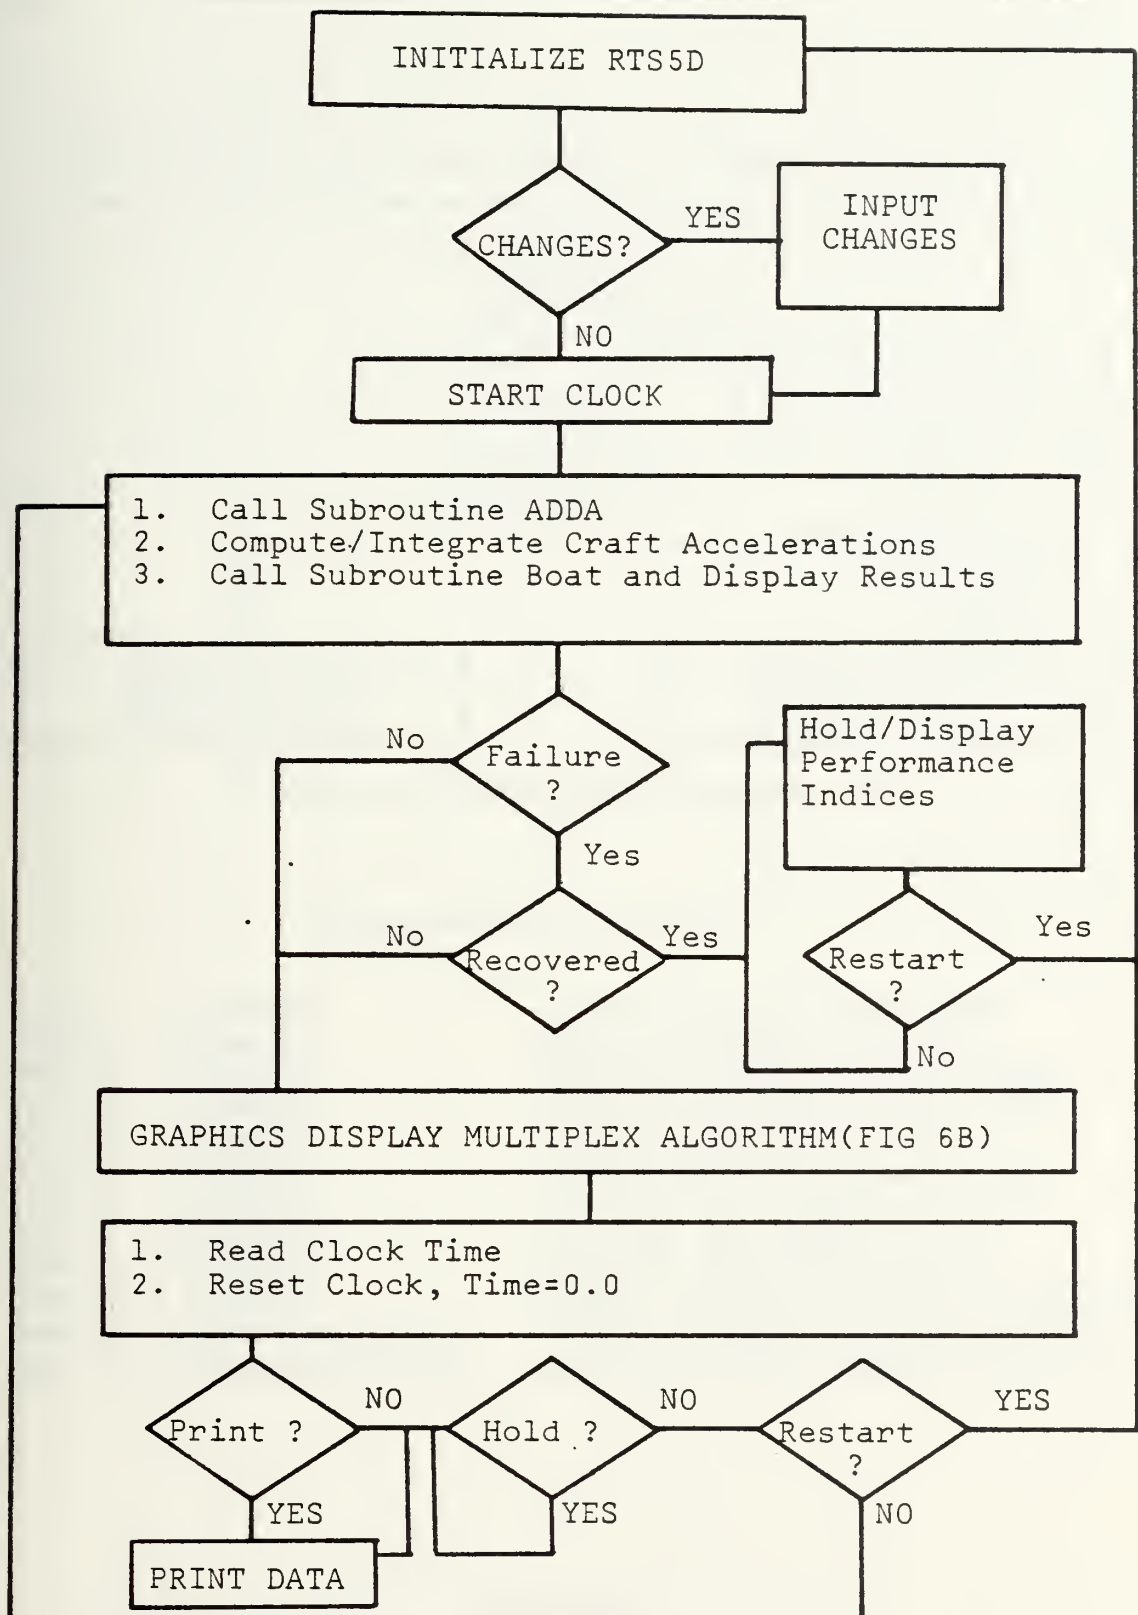 INITIALIZE RTS5D
CHANGES?
YES
INPUT
CHANGES
NO
START CLOCK
1. Call Subroutine ADDA
2. Compute/Integrate Craft Accelerations
3. Call Subroutine Boat and Display Results
No
Failure
?
Yes
Hold/Display
Performance
Indices
No
Recovered
?
Yes
Restart
?
Yes
No
GRAPHICS DISPLAY MULTIPLEX ALGORITHM(FIG 6B)
1. Read Clock Time
2. Reset Clock, Time=0.0
Print ?
NO
Hold ?
NO
Restart
?
YES
YES
YES
NO
PRINT DATA